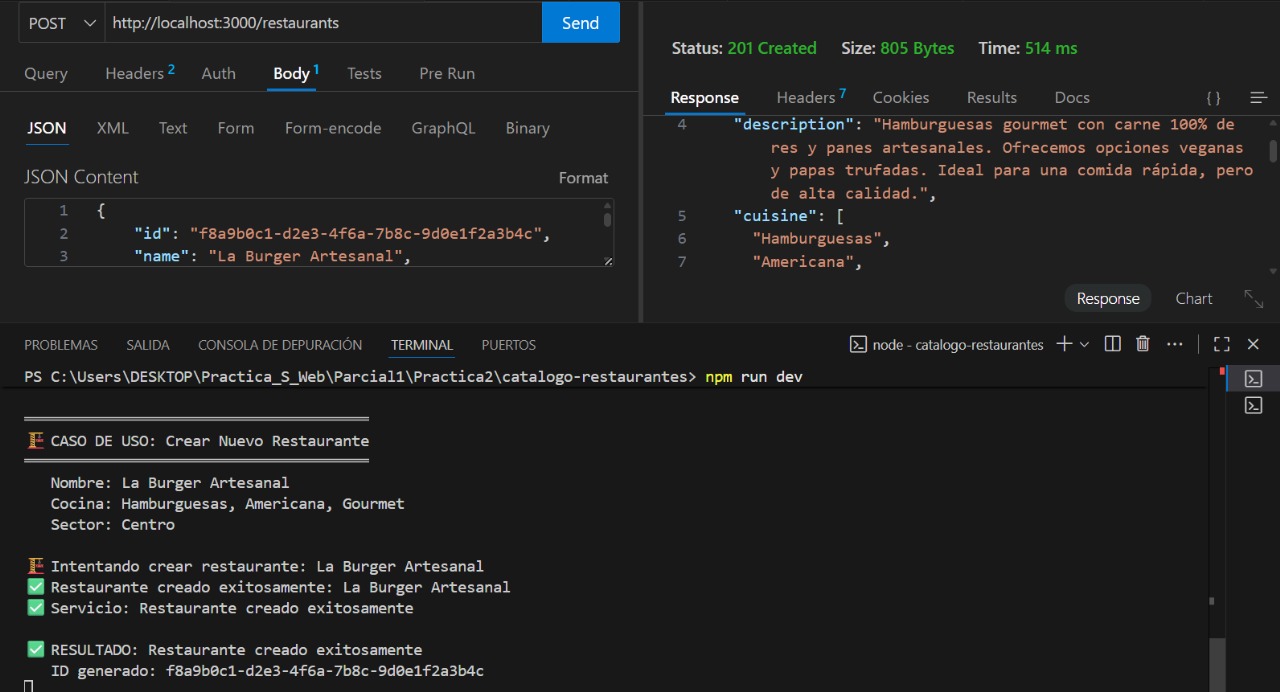 POST
http://localhost:3000/restaurants
Send
Query Headers 2 Auth Body 1 Tests Pre Run
JSON XML Text Form Form-encode GraphQL Binary
JSON Content Format
1 {
2 "id": "f8a9b0c1-d2e3-4f6a-7b8c-9d0e1f2a3b4c",
3 "name": "La Burger Artesanal",
Status: 201 Created Size: 805 Bytes Time: 514 ms
Response Headers 7 Cookies Results Docs { }
4 "description": "Hamburguesas gourmet con carne 100% de
res y panes artesanales. Ofrecemos opciones veganas
y papas trufadas. Ideal para una comida rápida, pero
de alta calidad.",
5 "cuisine": [
6 "Hamburguesas",
7 "Americana",
Response Chart
PROBLEMAS SALIDA CONSOLA DE DEPURACIÓN TERMINAL PUERTOS
node - catalogo-restaurantes
PS C:\Users\DESKTOP\Practica_S_Web\Parcial1\Practica2\catalogo-restaurantes> npm run dev
CASO DE USO: Crear Nuevo Restaurante
Nombre: La Burger Artesanal
Cocina: Hamburguesas, Americana, Gourmet
Sector: Centro
Intentando crear restaurante: La Burger Artesanal
✅ Restaurante creado exitosamente: La Burger Artesanal
✅ Servicio: Restaurante creado exitosamente
✅ RESULTADO: Restaurante creado exitosamente
ID generado: f8a9b0c1-d2e3-4f6a-7b8c-9d0e1f2a3b4c